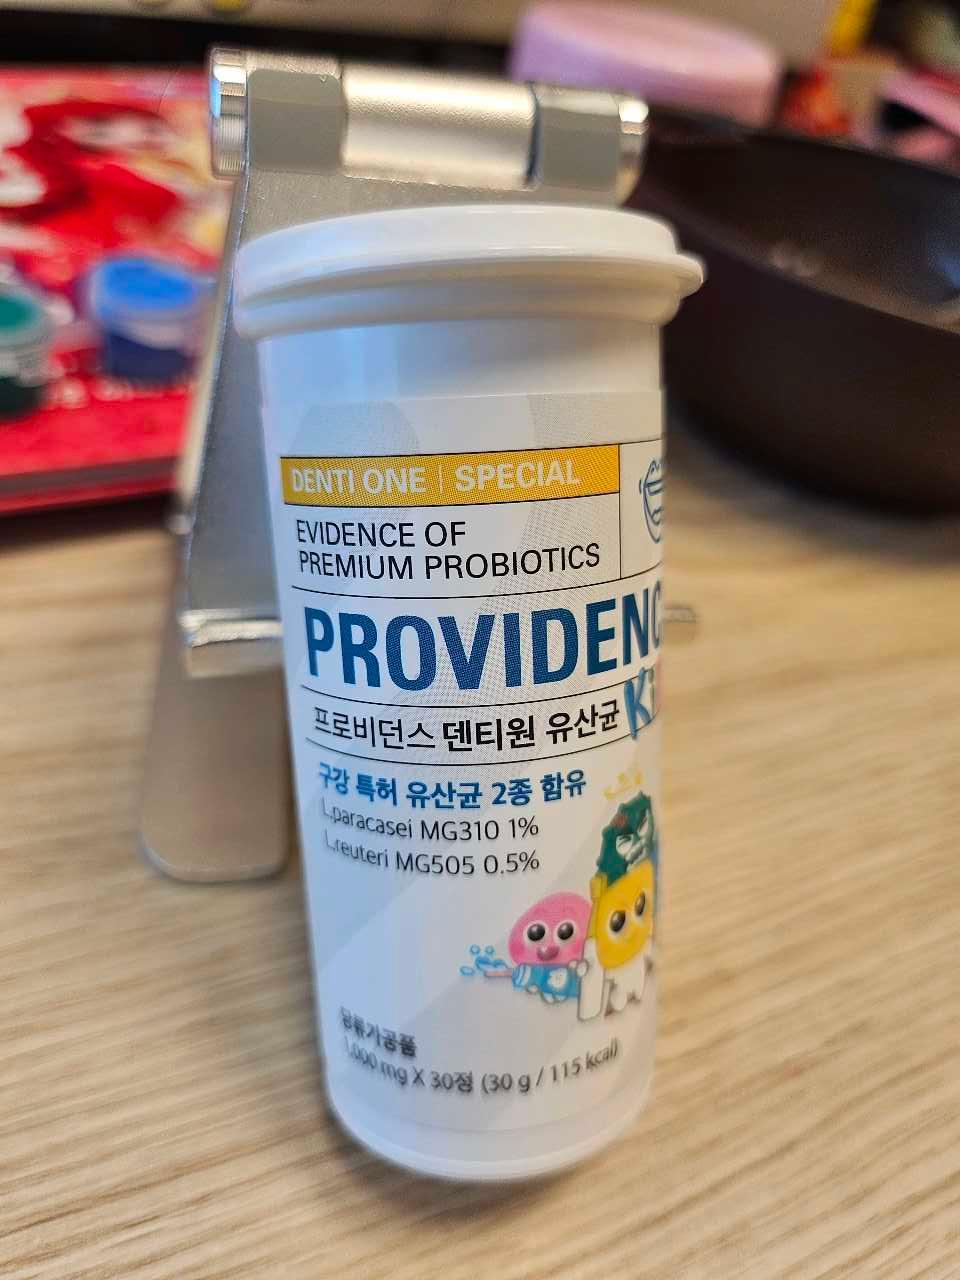 DENTI ONE | SPECIAL
EVIDENCE OF
PREMIUM PROBIOTICS
PROVIDENC
프로비던스 덴티원 유산균 Ki
구강 특허 유산균 2종 함유
L.paracasei MG310 1%
L.reuteri MG505 0.5%
당류가공품
1,000 mg X 30정 (30 g / 115 kcal)